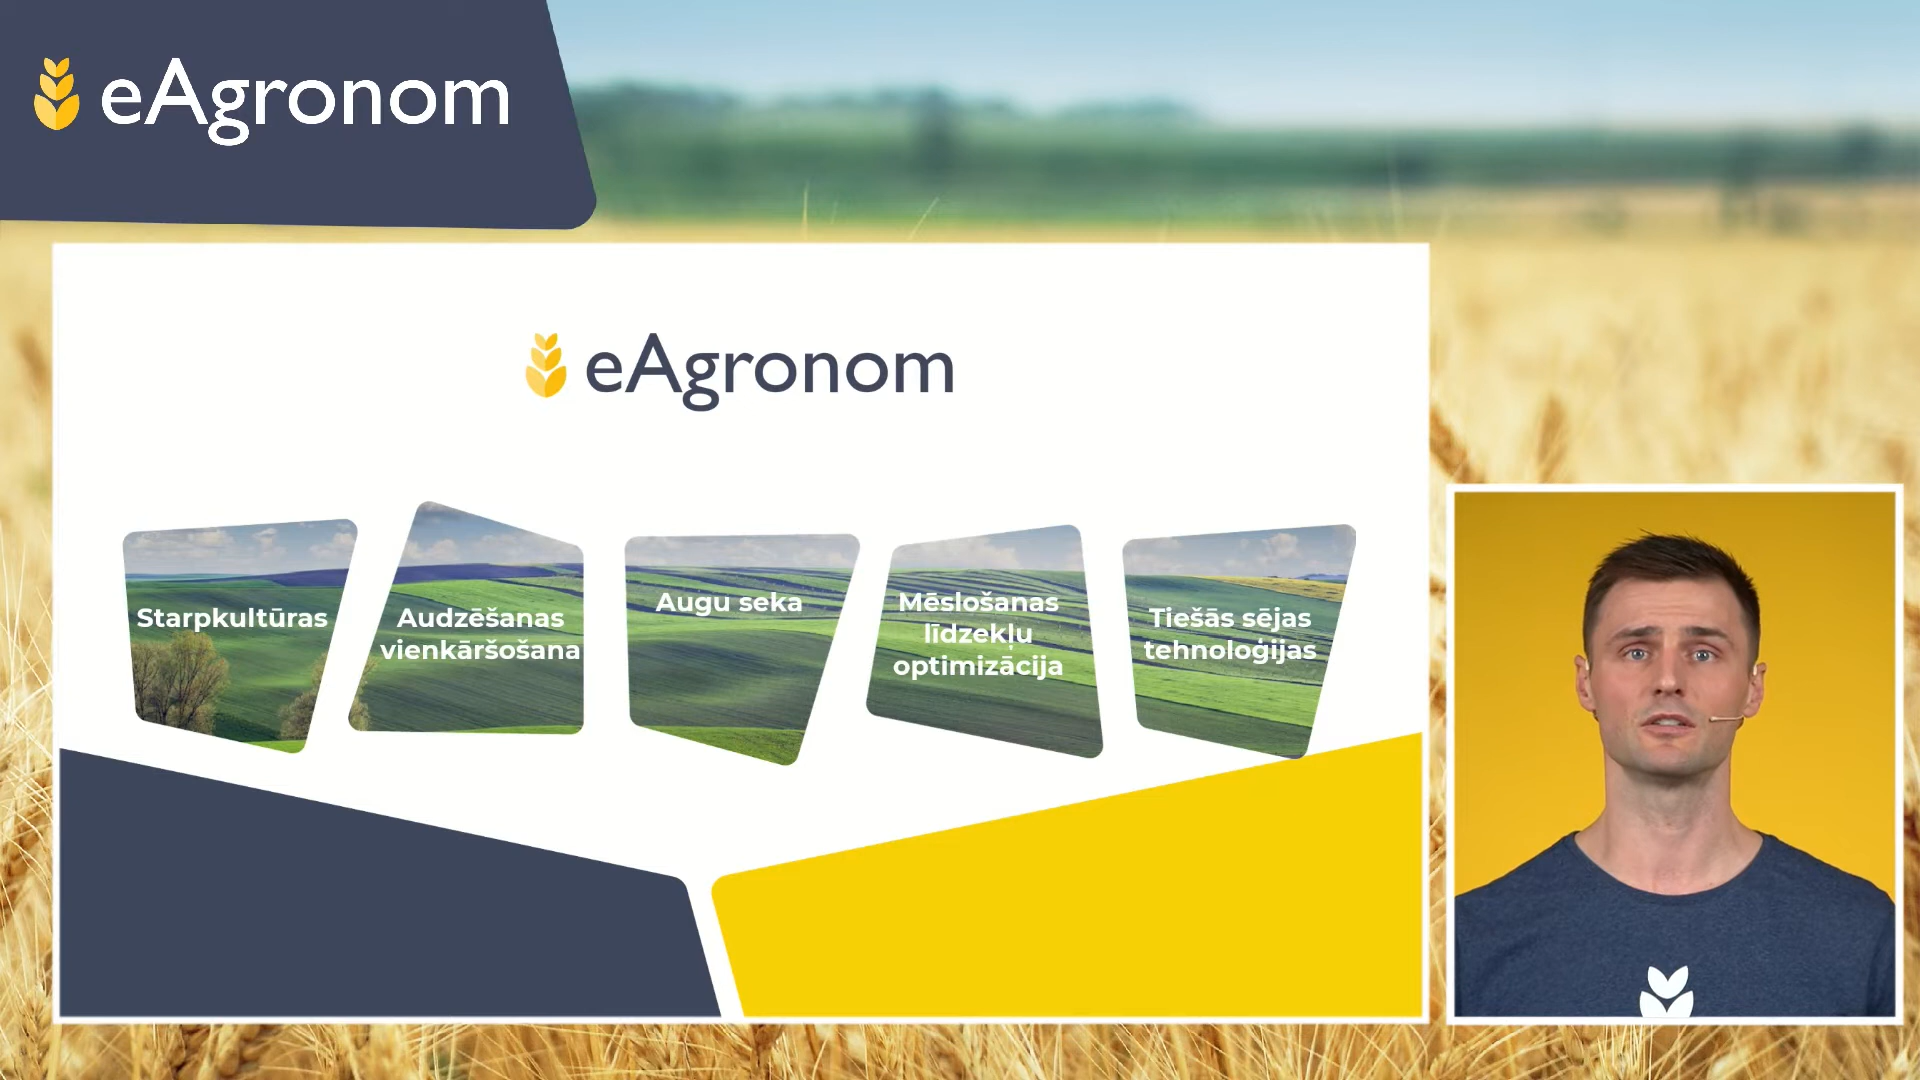 eAgronom
eAgronom
Starpkultūras
Audzēšanas
vienkāršošana
Augu seka
Mēslošanas
līdzekļu
optimizācija
Tiešās sējas
tehnoloģijas